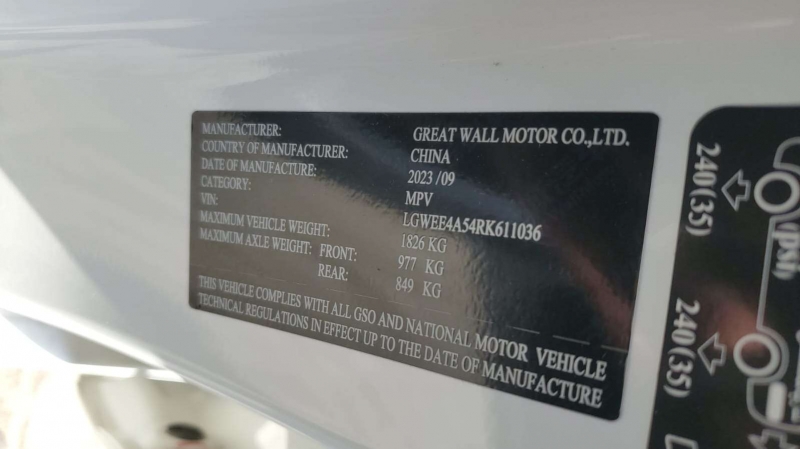 MANUFACTURER: GREAT WALL MOTOR CO.,LTD.
COUNTRY OF MANUFACTURER: CHINA
DATE OF MANUFACTURE: 2023 /09
CATEGORY: MPV
VIN: LGWEE4A54RK611036
MAXIMUM VEHICLE WEIGHT: 1826 KG
MAXIMUM AXLE WEIGHT: FRONT: 977 KG
REAR: 849 KG
THIS VEHICLE COMPLIES WITH ALL GSO AND NATIONAL MOTOR VEHICLE
TECHNICAL REGULATIONS IN EFFECT UP TO THE DATE OF MANUFACTURE
240(35)
(psi)
240(35)